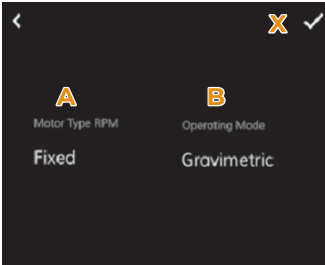 X
A B
Motor Type RPM Operating Mode
Fixed Gravimetric